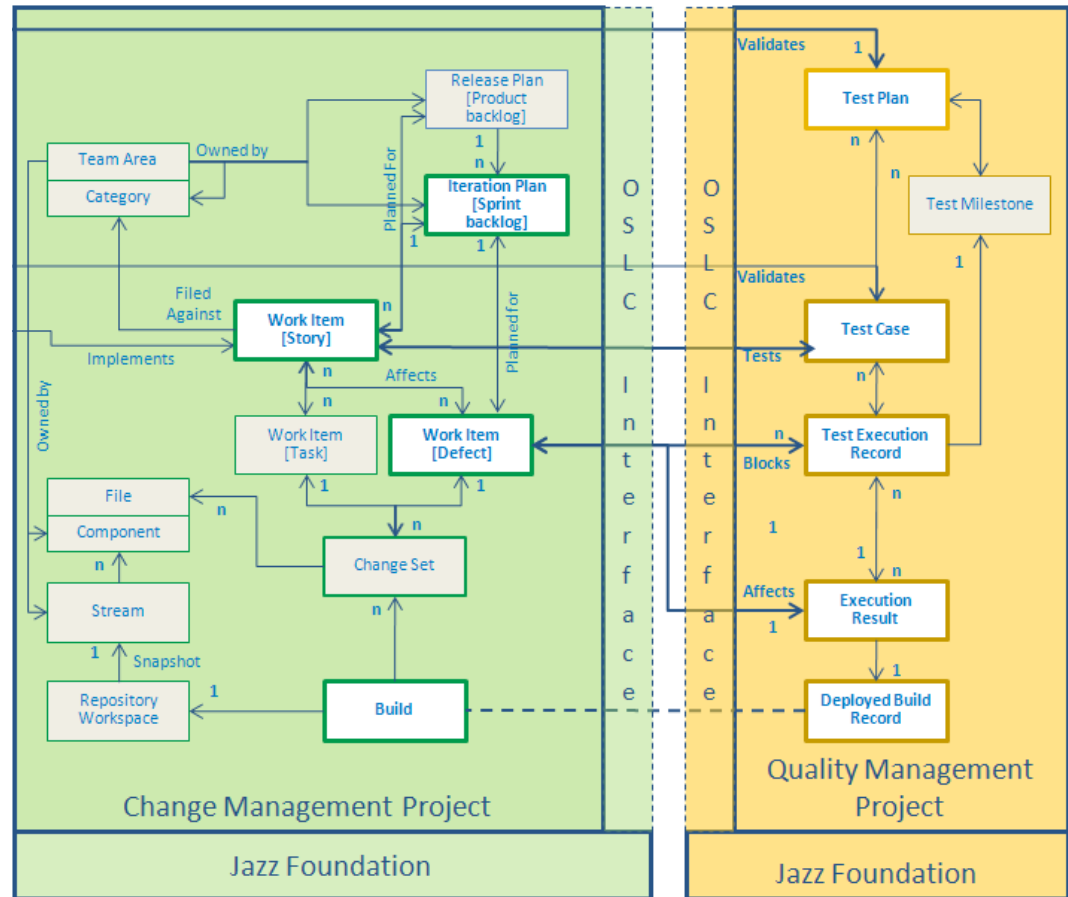 Validates
1
Test Plan
n
n
Test Milestone
1
Release Plan
[Product
backlog]
1
n
Owned by
Team Area
Category
Planned For
Iteration Plan
[Sprint
backlog]
1
1
Validates
Filed
Against
n
Work Item
[Story]
Planned for
Test Case
Implements
Tests
n
Affects
n
n
n
Owned by
Work Item
[Task]
Work Item
[Defect]
n
Blocks
Test Execution
Record
1
1
n
File
Component
n
n
n
Change Set
1
1
n
Stream
n
Affects
1
Execution
Result
1
Snapshot
1
1
Repository
Workspace
Build
Deployed Build
Record
OSLC Interface
OSLC Interface
Change Management Project
Quality Management
Project
Jazz Foundation
Jazz Foundation